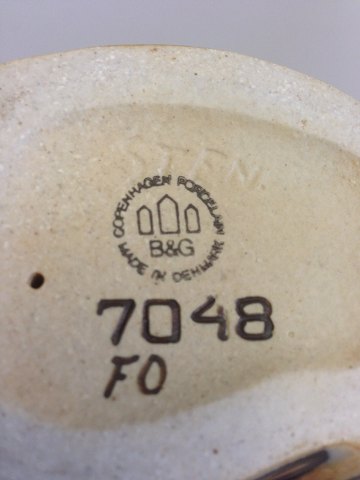 STEN.
COPENHAGEN PORCELAIN
B&G
MADE IN DENMARK
7048
FO